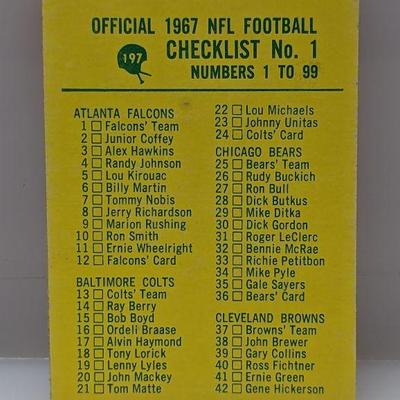 OFFICIAL 1967 NFL FOOTBALL
197
CHECKLIST No. 1
NUMBERS 1 TO 99
ATLANTA FALCONS
1 Falcons' Team
2 Junior Coffey
3 Alex Hawkins
4 Randy Johnson
5 Lou Kirouac
6 Billy Martin
7 Tommy Nobis
8 Jerry Richardson
9 Marion Rushing
10 Ron Smith
11 Ernie Wheelright
12 Falcons' Card
BALTIMORE COLTS
13 Colts' Team
14 Ray Berry
15 Bob Boyd
16 Ordeli Braase
17 Alvin Haymond
18 Tony Lorick
19 Lenny Lyles
20 John Mackey
21 Tom Matte
22 Lou Michaels
23 Johnny Unitas
24 Colts' Card
CHICAGO BEARS
25 Bears' Team
26 Rudy Buckich
27 Ron Bull
28 Dick Butkus
29 Mike Ditka
30 Dick Gordon
31 Roger LeClerc
32 Bennie McRae
33 Richie Petitbon
34 Mike Pyle
35 Gale Sayers
36 Bears' Card
CLEVELAND BROWNS
37 Browns' Team
38 John Brewer
39 Gary Collins
40 Ross Fichtner
41 Ernie Green
42 Gene Hickerson